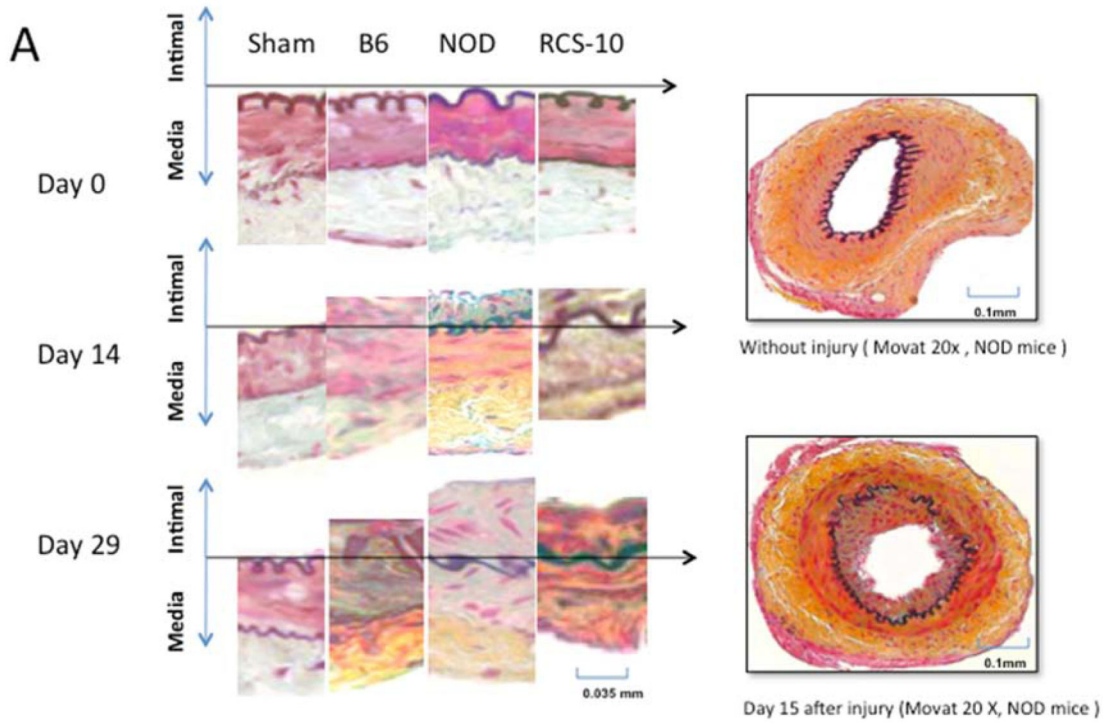 A
Intimal
Media
Sham B6 NOD RCS-10
Day 0
0.1mm
Without injury ( Movat 20x , NOD mice )
Intimal
Media
Day 14
Intimal
Media
Day 29
0.035 mm
0.1mm
Day 15 after injury (Movat 20 X, NOD mice )